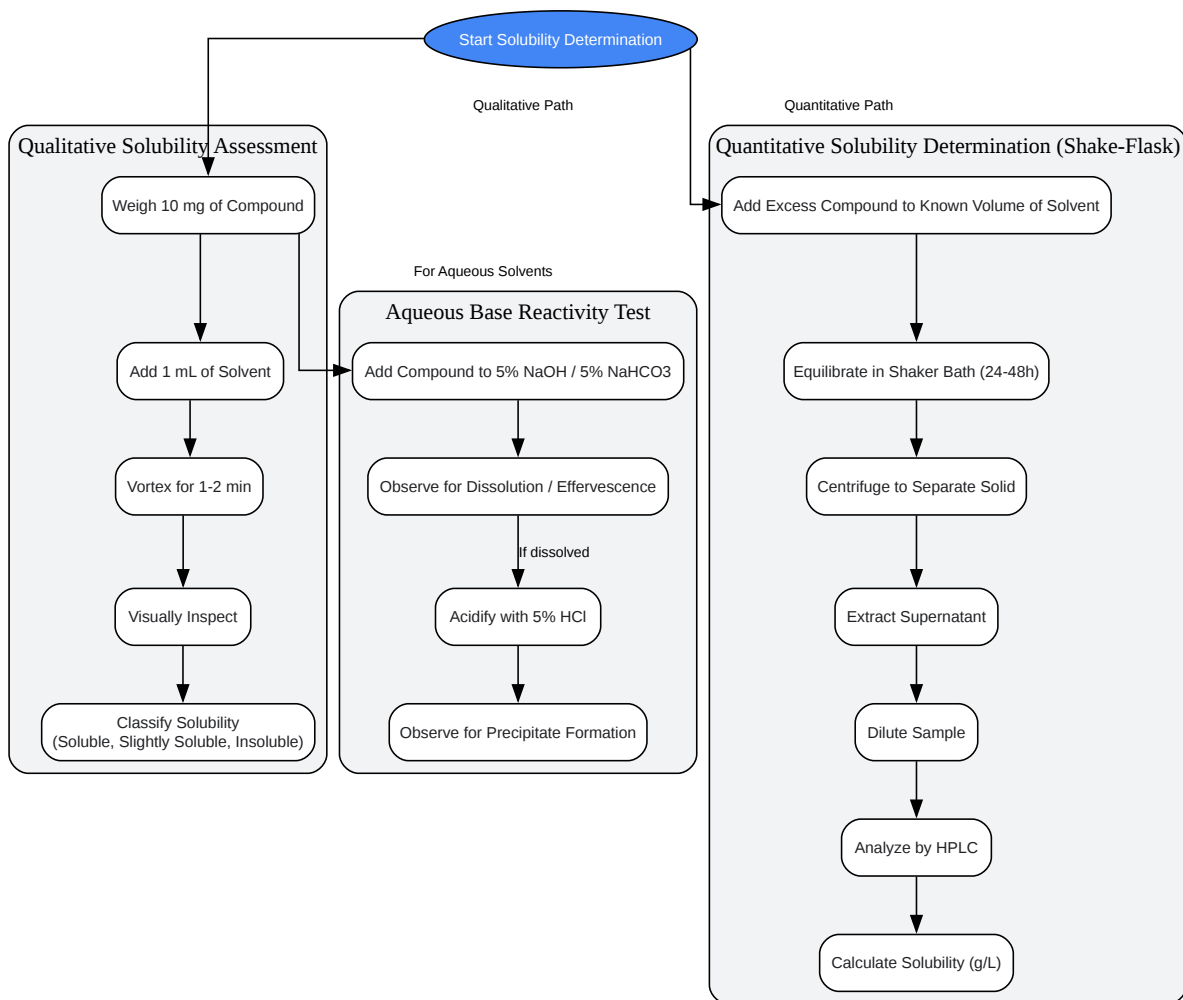 Start Solubility Determination
Qualitative Path
Quantitative Path
Qualitative Solubility Assessment
Weigh 10 mg of Compound
Add 1 mL of Solvent
Vortex for 1-2 min
Visually Inspect
Classify Solubility
(Soluble, Slightly Soluble, Insoluble)
For Aqueous Solvents
Aqueous Base Reactivity Test
Add Compound to 5% NaOH / 5% NaHCO3
Observe for Dissolution / Effervescence
If dissolved
Acidify with 5% HCl
Observe for Precipitate Formation
Quantitative Solubility Determination (Shake-Flask)
Add Excess Compound to Known Volume of Solvent
Equilibrate in Shaker Bath (24-48h)
Centrifuge to Separate Solid
Extract Supernatant
Dilute Sample
Analyze by HPLC
Calculate Solubility (g/L)